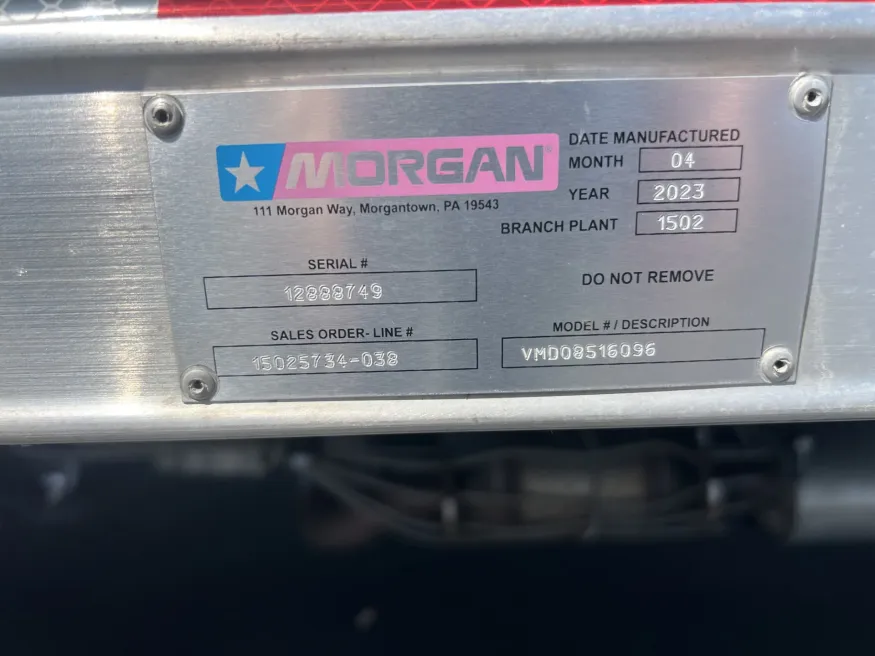 MORGAN
111 Morgan Way, Morgantown, PA 19543
DATE MANUFACTURED
MONTH 04
YEAR 2023
BRANCH PLANT 1502
SERIAL #
12888749
DO NOT REMOVE
SALES ORDER- LINE #
15025734-038
MODEL # / DESCRIPTION
VMD08516096